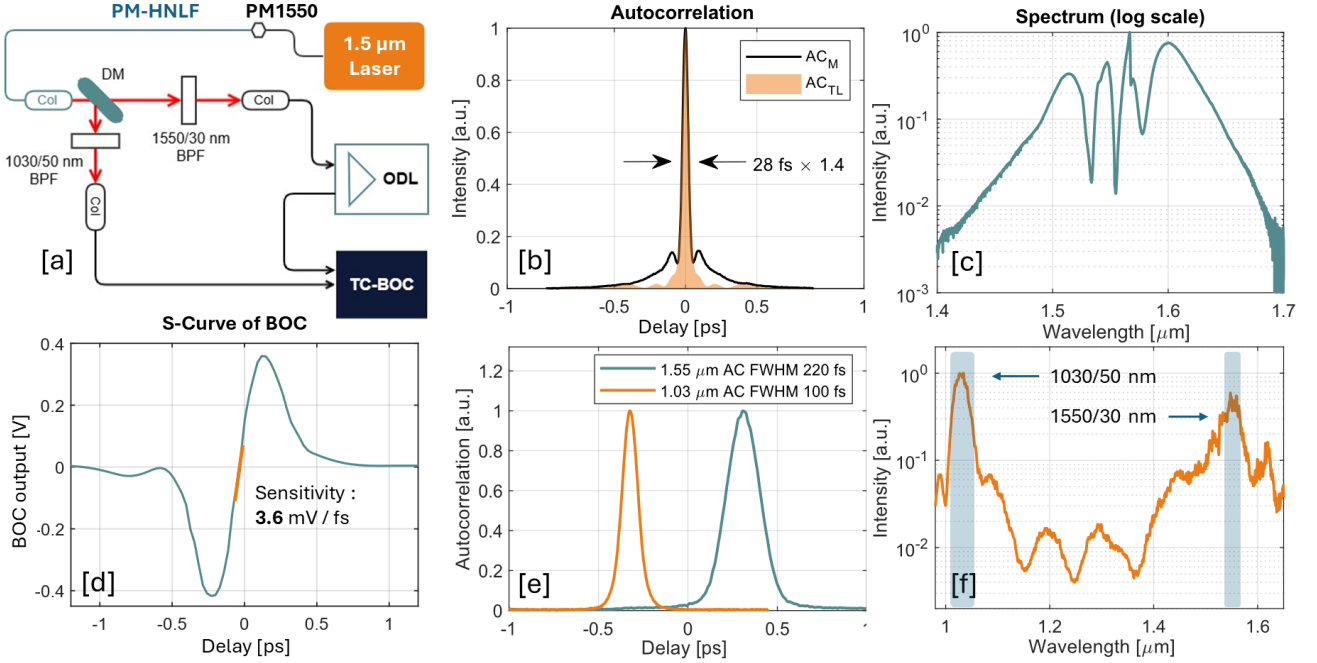 PM-HNLF
PM1550
1.5 µm
Laser
DM
Col
Col
1550/30 nm
BPF
1030/50 nm
BPF
Col
ODL
TC-BOC
[a]
Autocorrelation
AC_M
AC_TL
28 fs × 1.4
[b]
Intensity [a.u.]
1
0.8
0.6
0.4
0.2
0
-1
-0.5
0
0.5
1
Delay [ps]
Spectrum (log scale)
Intensity [a.u.]
10^0
10^-1
10^-2
10^-3
[c]
1.4
1.5
1.6
1.7
Wavelength [µm]
S-Curve of BOC
BOC output [V]
0.4
0.2
0
-0.2
-0.4
Sensitivity :
3.6 mV / fs
[d]
-1
-0.5
0
0.5
1
Delay [ps]
1.55 µm AC FWHM 220 fs
1.03 µm AC FWHM 100 fs
Autocorrelation [a.u.]
1.2
1
0.8
0.6
0.4
0.2
0
[e]
-1
-0.5
0
0.5
Delay [ps]
1030/50 nm
1550/30 nm
Intensity [a.u.]
10^0
10^-1
10^-2
[f]
1
1.2
1.4
1.6
Wavelength [µm]